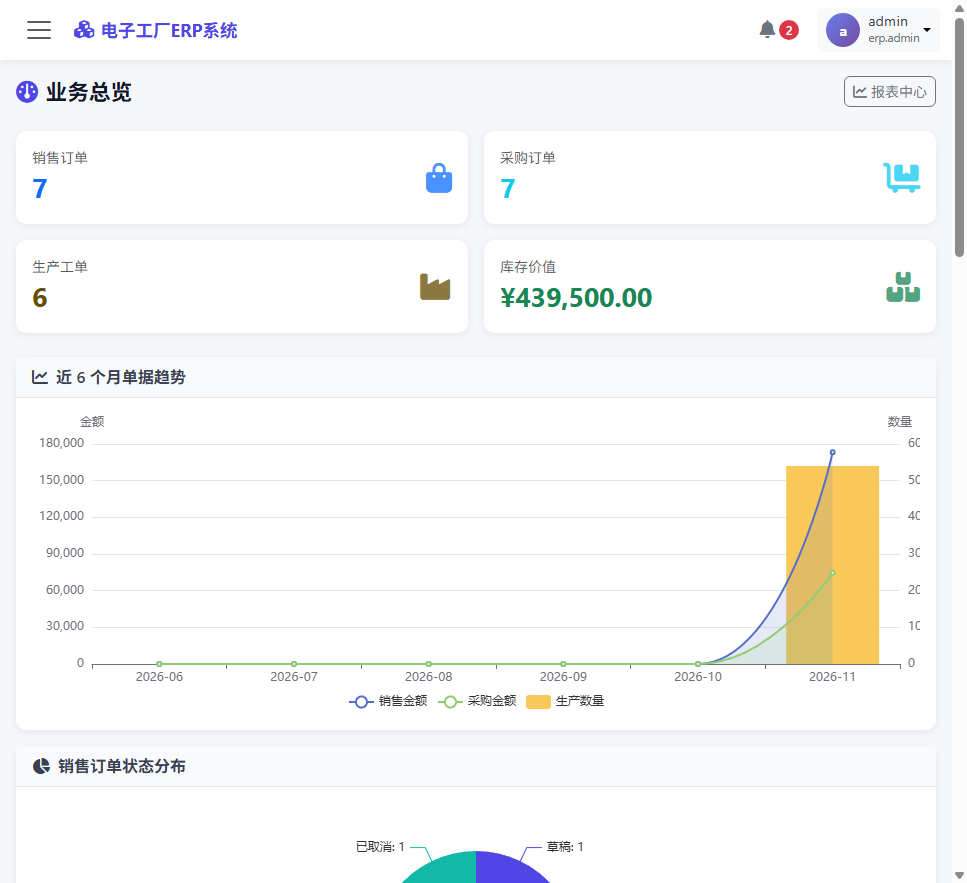 电子工厂ERP系统
2
a
admin
erp.admin
业务总览
报表中心
销售订单
7
采购订单
7
生产工单
6
库存价值
¥439,500.00
近 6 个月单据趋势
金额
数量
180,000
150,000
120,000
90,000
60,000
30,000
0
60
50
40
30
20
10
0
2026-06
2026-07
2026-08
2026-09
2026-10
2026-11
销售金额
采购金额
生产数量
销售订单状态分布
已取消: 1
草稿: 1